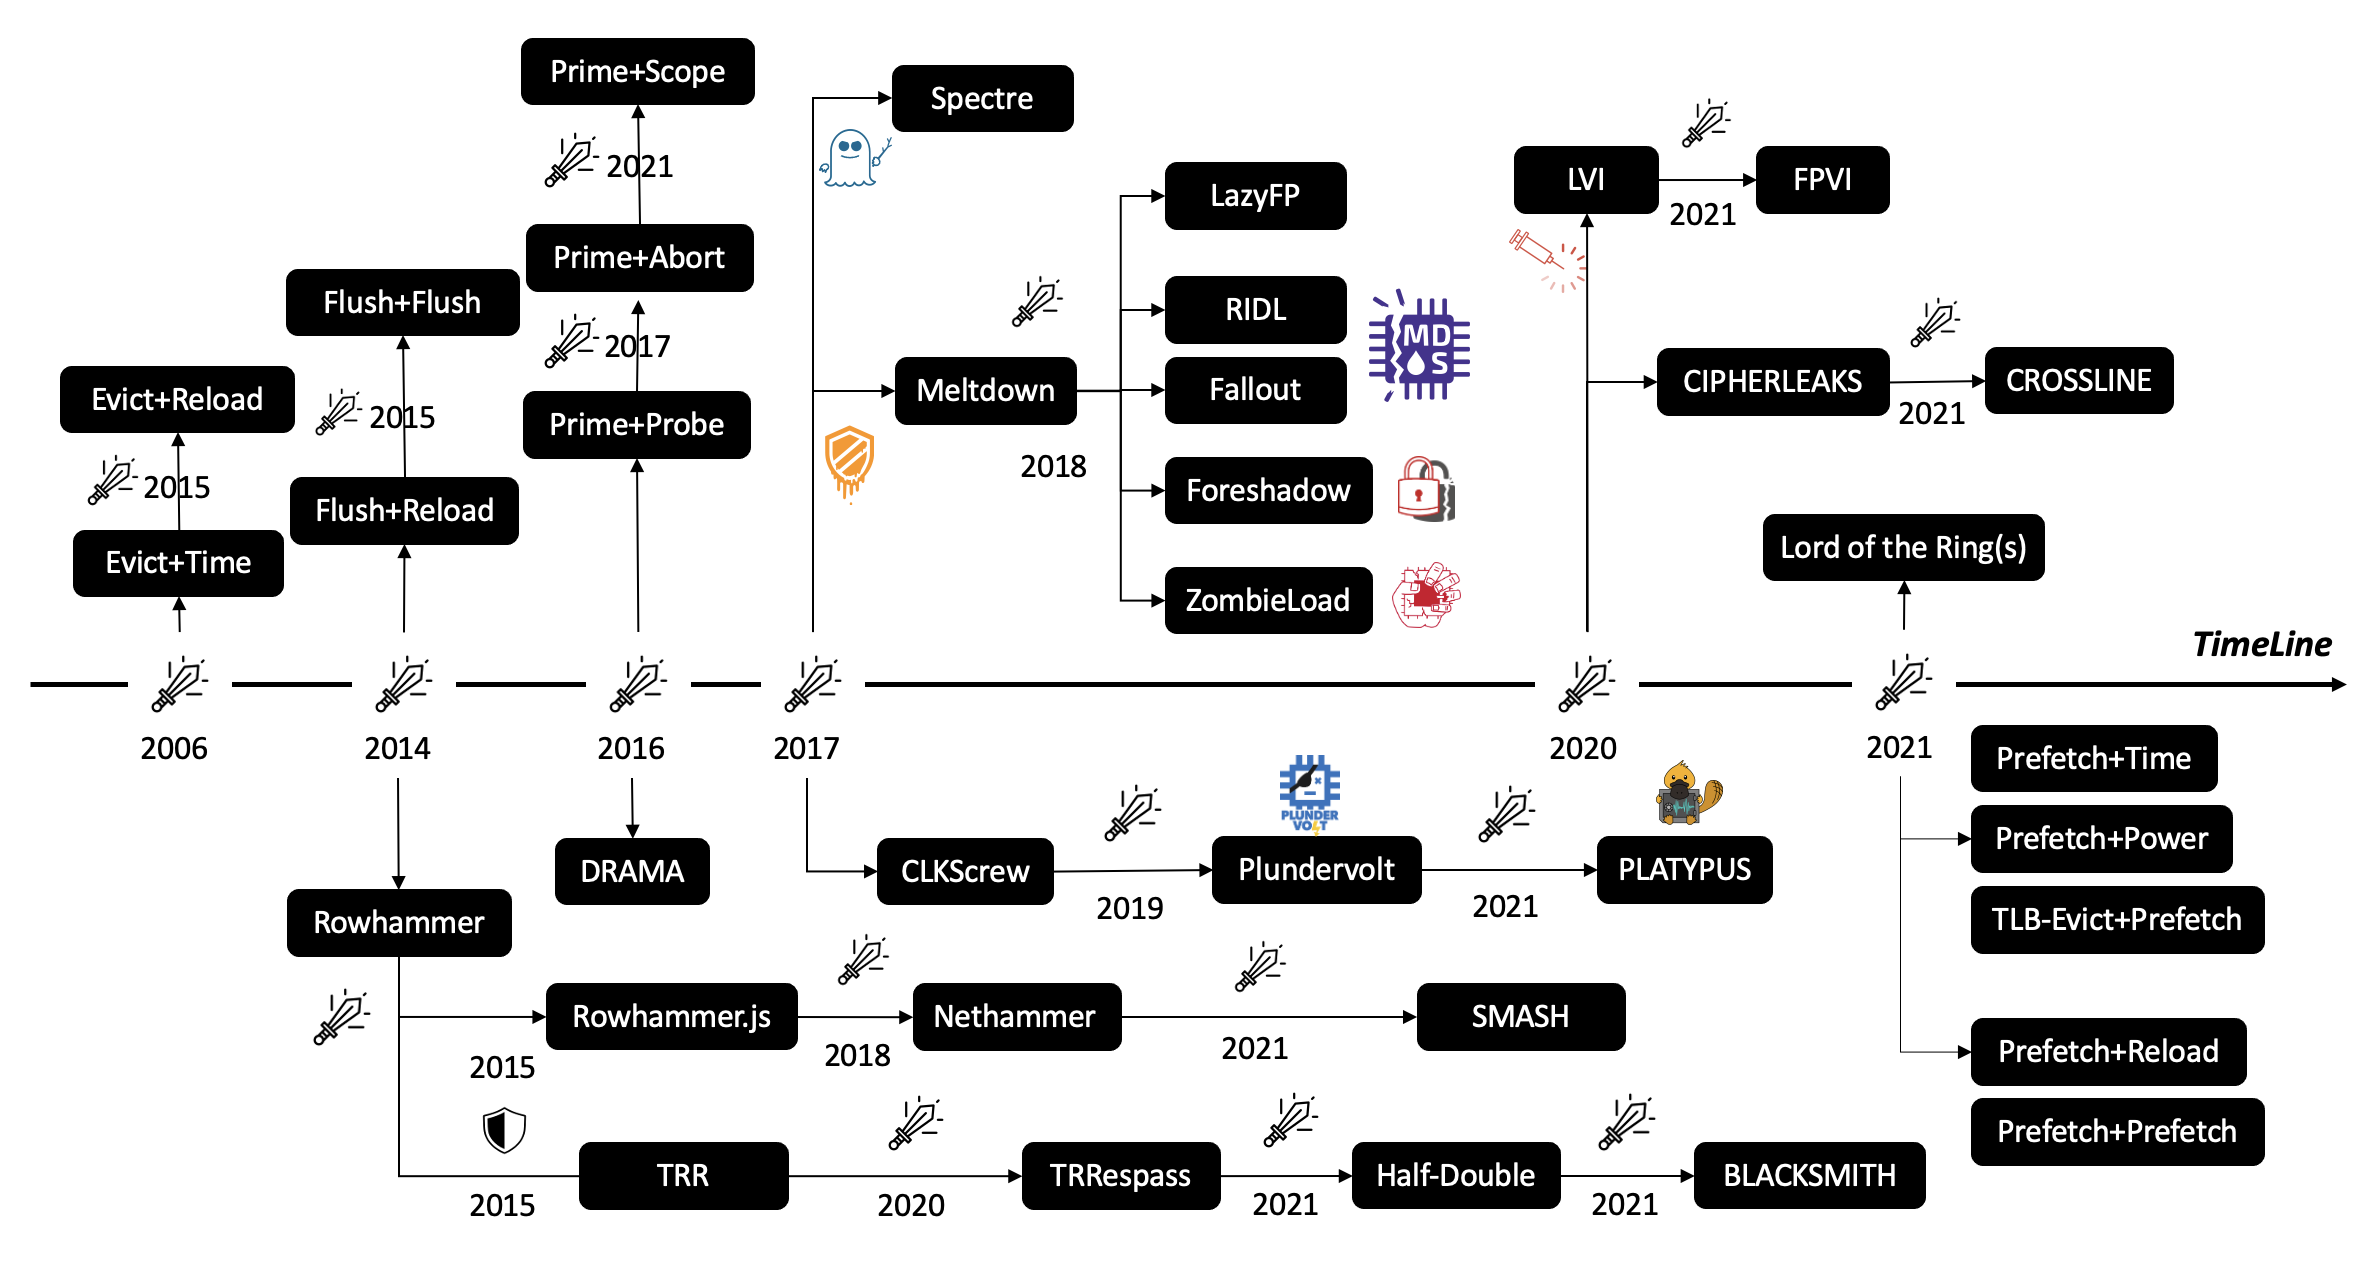 Prime+Scope
2021
Prime+Abort
2017
Prime+Probe
Flush+Flush
2015
Flush+Reload
Evict+Reload
2015
Evict+Time
Spectre
Meltdown
2018
LazyFP
RIDL
Fallout
MD
S
Foreshadow
ZombieLoad
LVI
2021
FPVI
CIPHERLEAKS
2021
CROSSLINE
Lord of the Ring(s)
TimeLine
2006
2014
2016
2017
2020
2021
Rowhammer
DRAMA
CLKScrew
2019
PLUNDER
VOLT
Plundervolt
2021
PLATYPUS
2015
Rowhammer.js
2018
Nethammer
2021
SMASH
2015
TRR
2020
TRRespass
2021
Half-Double
2021
BLACKSMITH
Prefetch+Time
Prefetch+Power
TLB-Evict+Prefetch
Prefetch+Reload
Prefetch+Prefetch